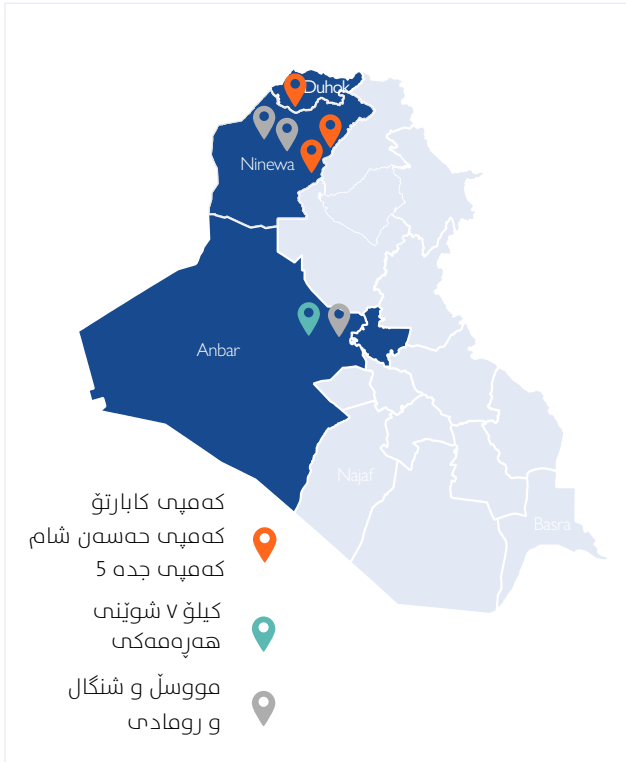 Duhok
Ninewa
Anbar
Najaf
Basra
کەمپی کابارتۆ
کەمپی حەسەن شام
کەمپی جدە 5
کیلۆ ٧ شوێنی
هەڕەمەکی
مووسڵ و شنگال
و رومادی